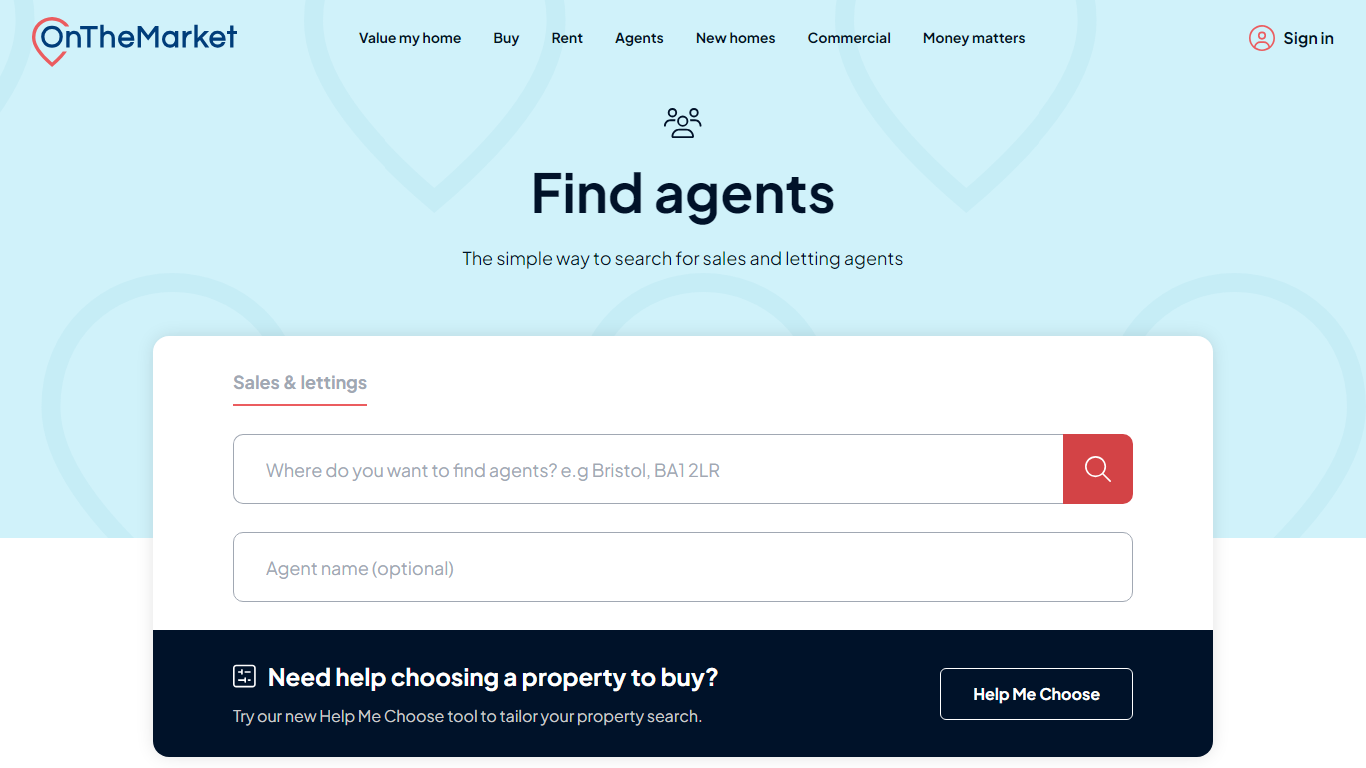 OnTheMarket
Value my home Buy Rent Agents New homes Commercial Money matters
Sign in
Find agents
The simple way to search for sales and letting agents
Sales & lettings
Where do you want to find agents? e.g Bristol, BA1 2LR
Agent name (optional)
Need help choosing a property to buy?
Try our new Help Me Choose tool to tailor your property search.
Help Me Choose